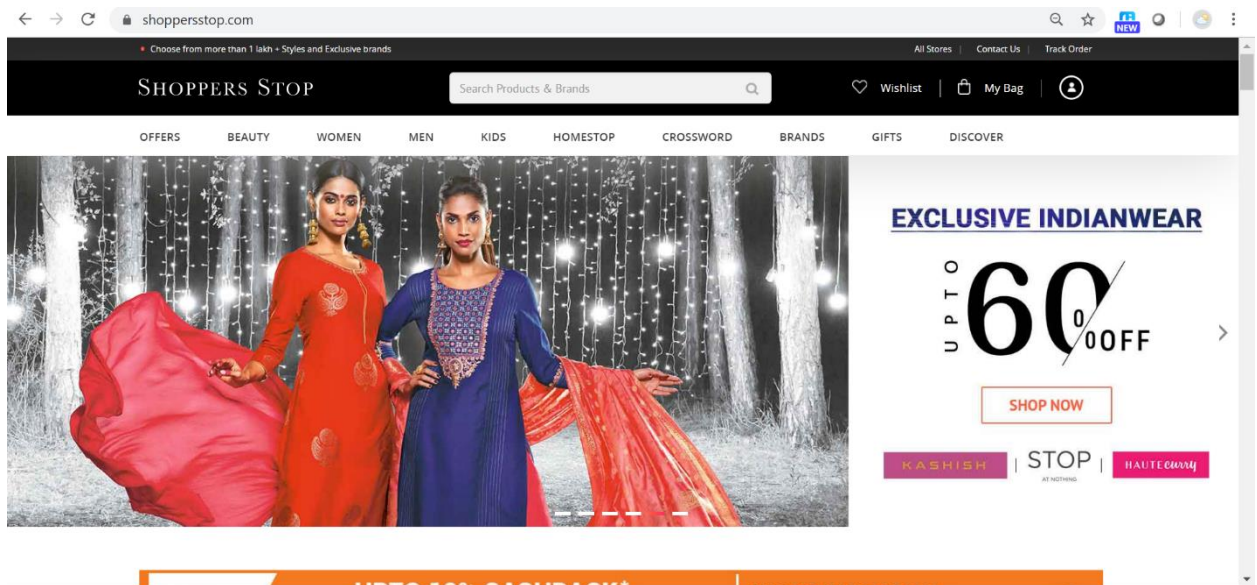 shoppersstop.com
NEW
Choose from more than 1 lakh + Styles and Exclusive brands
All Stores | Contact Us | Track Order
SHOPPERS STOP
Search Products & Brands
Wishlist | My Bag
OFFERS BEAUTY WOMEN MEN KIDS HOMESTOP CROSSWORD BRANDS GIFTS DISCOVER
EXCLUSIVE INDIANWEAR
UPTO 60% OFF
SHOP NOW
KASHISH | STOP | HAUTE curry
AT NOTHING